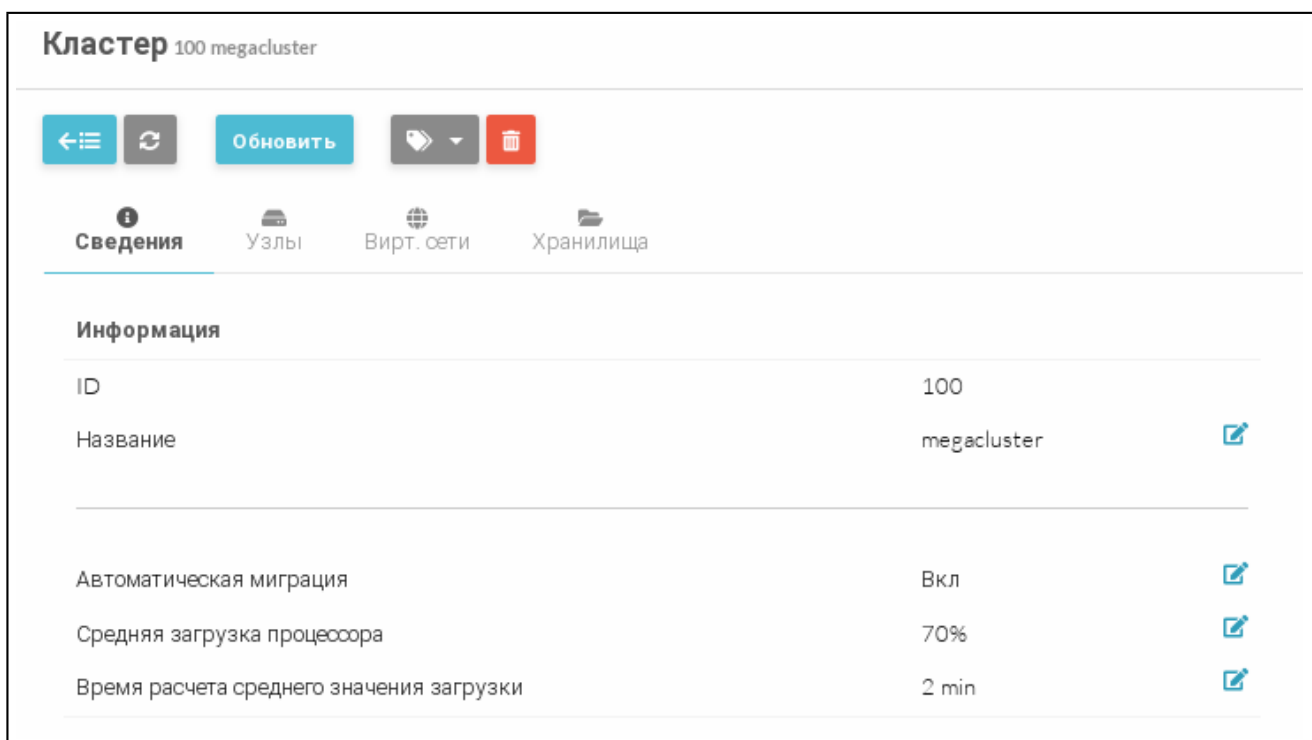 Кластер 100 megacluster
Обновить
Сведения Узлы Вирт. сети Хранилища
Информация
ID 100
Название megacluster
Автоматическая миграция Вкл
Средняя загрузка процессора 70%
Время расчета среднего значения загрузки 2 min